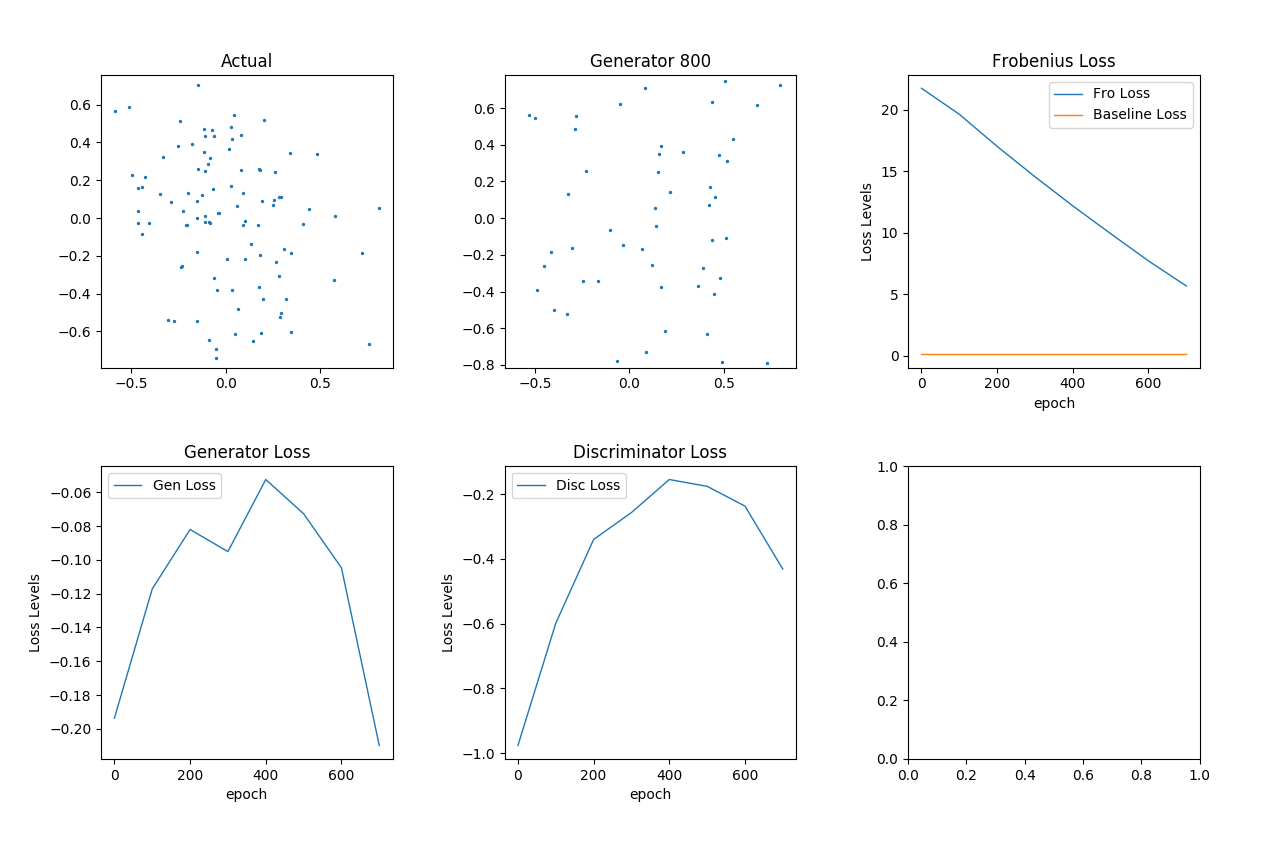 Actual
0.6
0.4
0.2
0.0
−0.2
−0.4
−0.6
−0.5 0.0 0.5
Generator 800
0.6
0.4
0.2
0.0
−0.2
−0.4
−0.6
−0.8
−0.5 0.0 0.5
Frobenius Loss
Fro Loss
Baseline Loss
Loss Levels
20
15
10
5
0
0 200 400 600
epoch
Generator Loss
Gen Loss
Loss Levels
−0.06
−0.08
−0.10
−0.12
−0.14
−0.16
−0.18
−0.20
0 200 400 600
epoch
Discriminator Loss
Disc Loss
Loss Levels
−0.2
−0.4
−0.6
−0.8
−1.0
0 200 400 600
epoch
1.0
0.8
0.6
0.4
0.2
0.0
0.0 0.2 0.4 0.6 0.8 1.0